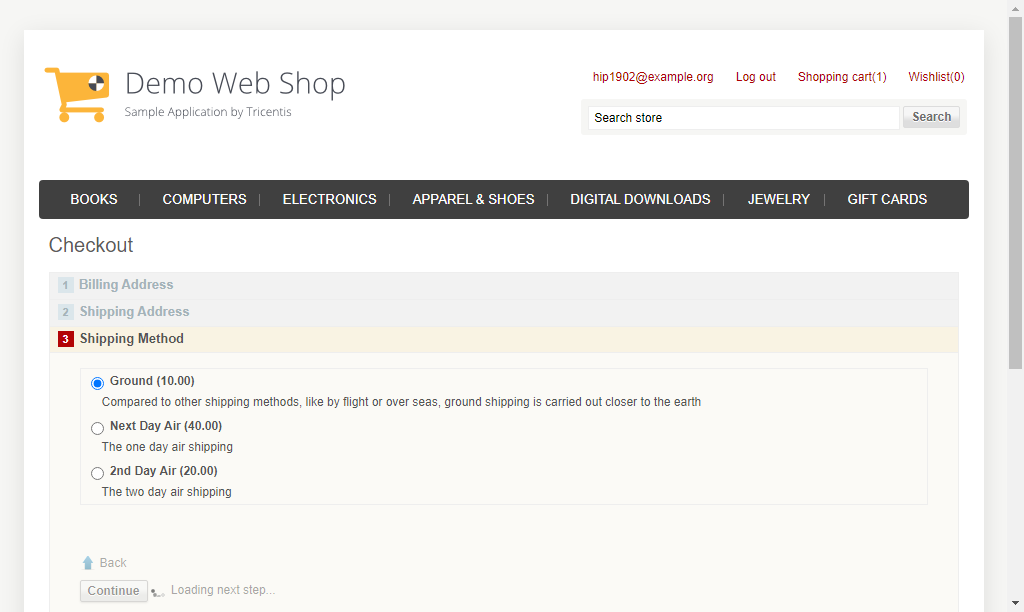 Demo Web Shop
Sample Application by Tricentis
hip1902@example.org Log out Shopping cart(1) Wishlist(0)
Search store Search
BOOKS COMPUTERS ELECTRONICS APPAREL & SHOES DIGITAL DOWNLOADS JEWELRY GIFT CARDS
Checkout
1 Billing Address
2 Shipping Address
3 Shipping Method
Ground (10.00)
Compared to other shipping methods, like by flight or over seas, ground shipping is carried out closer to the earth
Next Day Air (40.00)
The one day air shipping
2nd Day Air (20.00)
The two day air shipping
Back
Continue Loading next step...